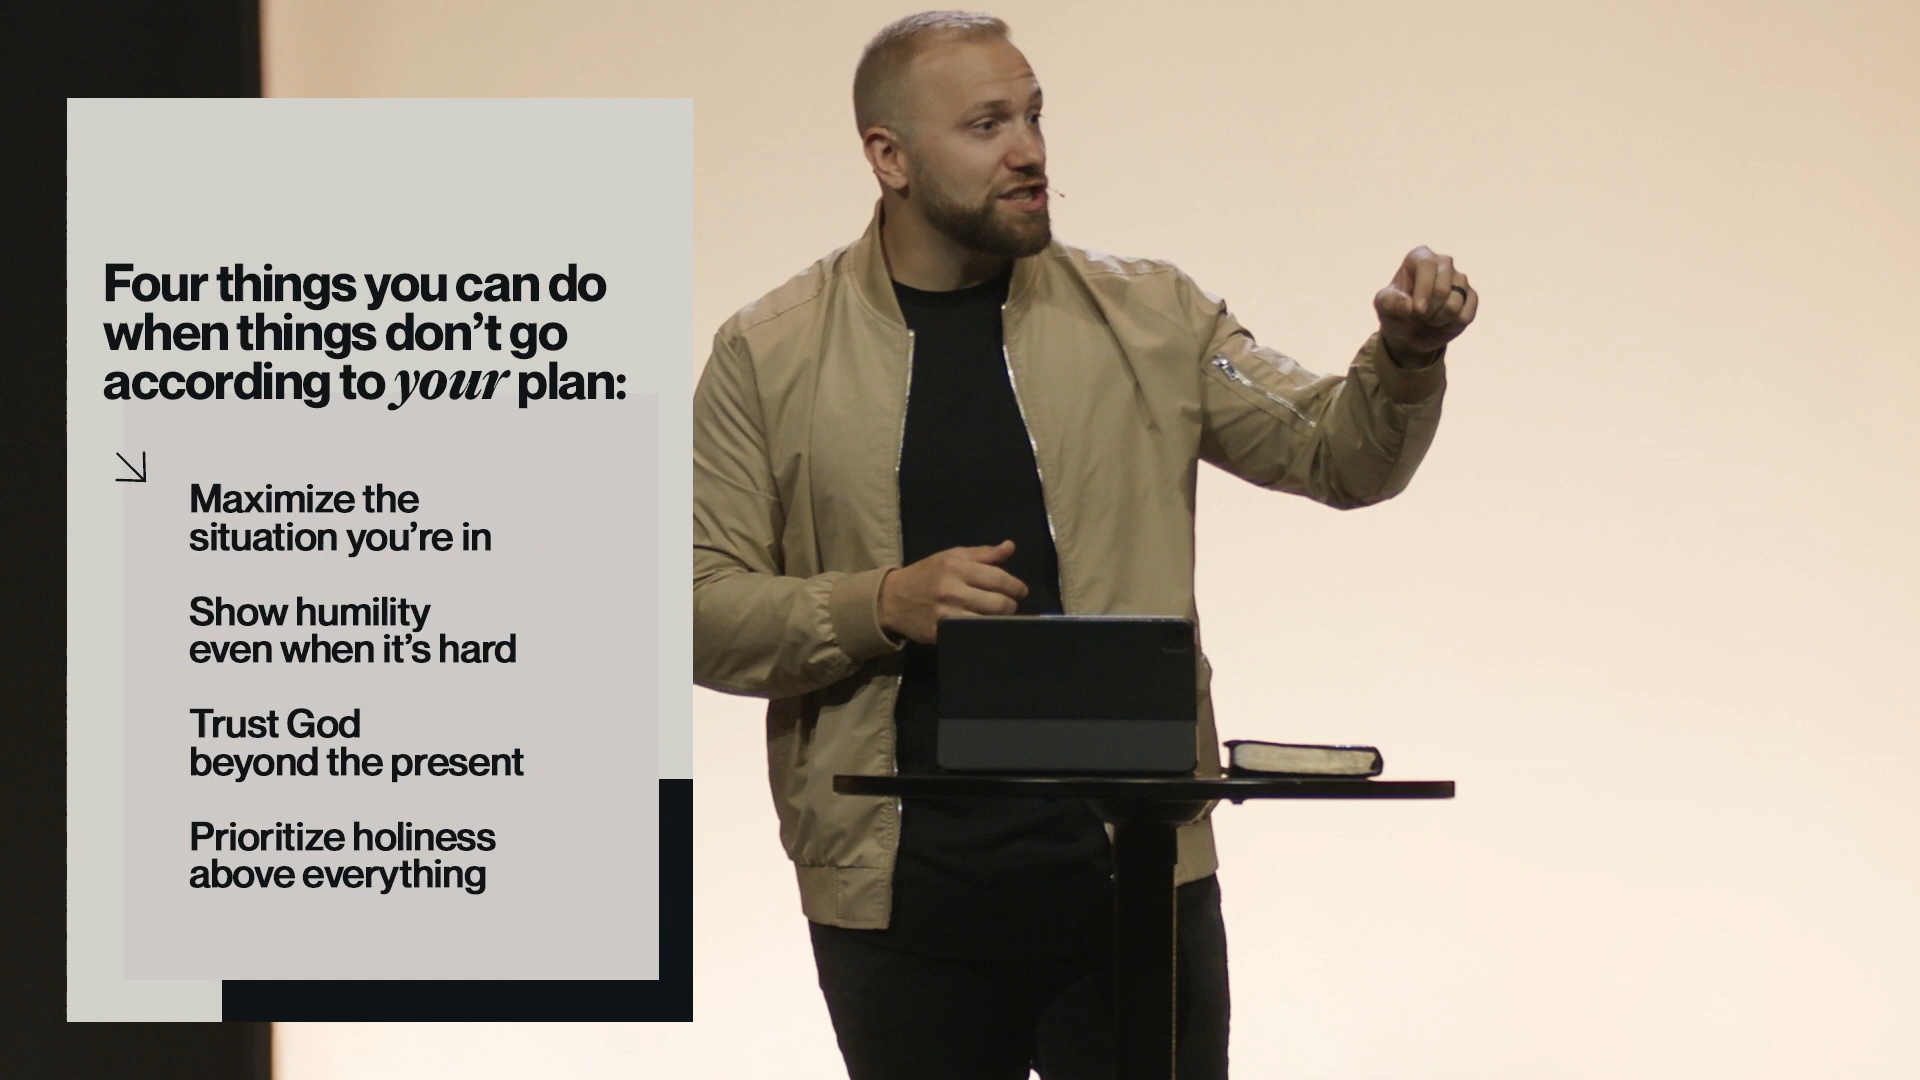 Four things you can do
when things don’t go
according to your plan:
Maximize the
situation you’re in
Show humility
even when it’s hard
Trust God
beyond the present
Prioritize holiness
above everything